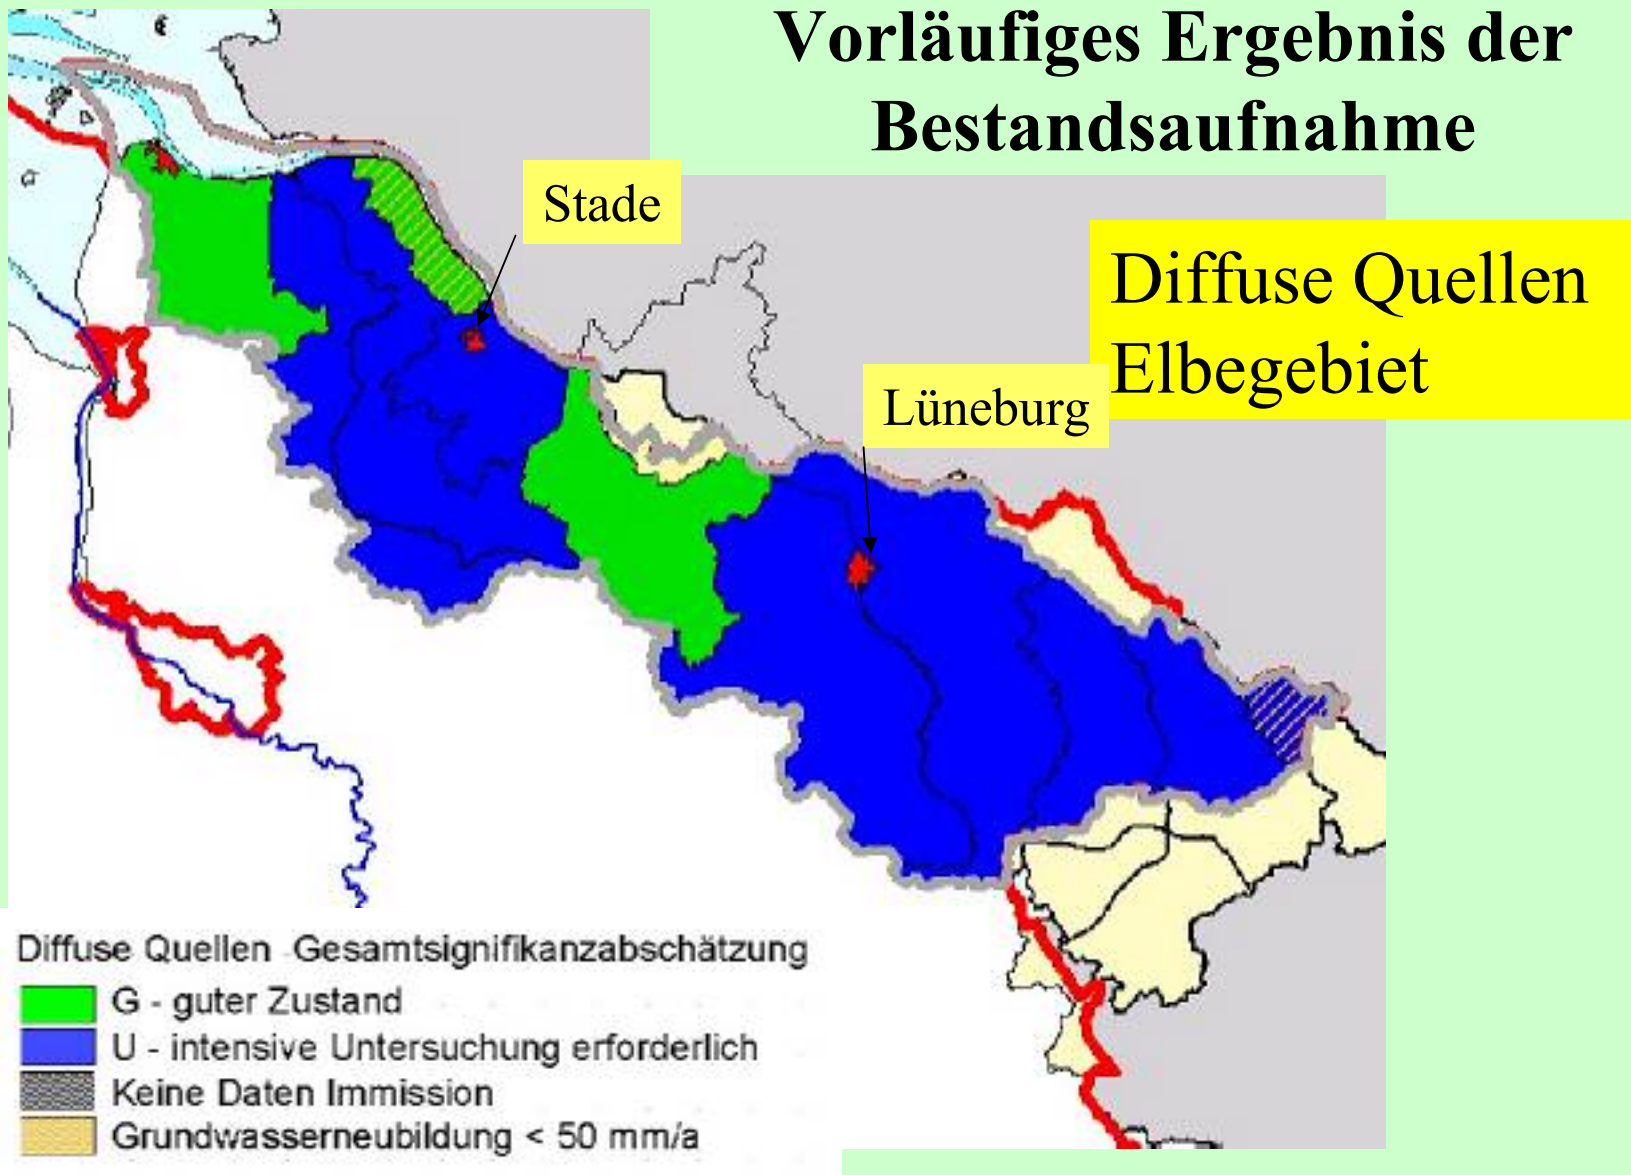 Vorläufiges Ergebnis der
Bestandsaufnahme
Stade
Diffuse Quellen
Elbegebiet
Lüneburg
Diffuse Quellen - Gesamtsignifikanzabschätzung
G - guter Zustand
U - intensive Untersuchung erforderlich
Keine Daten Immission
Grundwasserneubildung < 50 mm/a